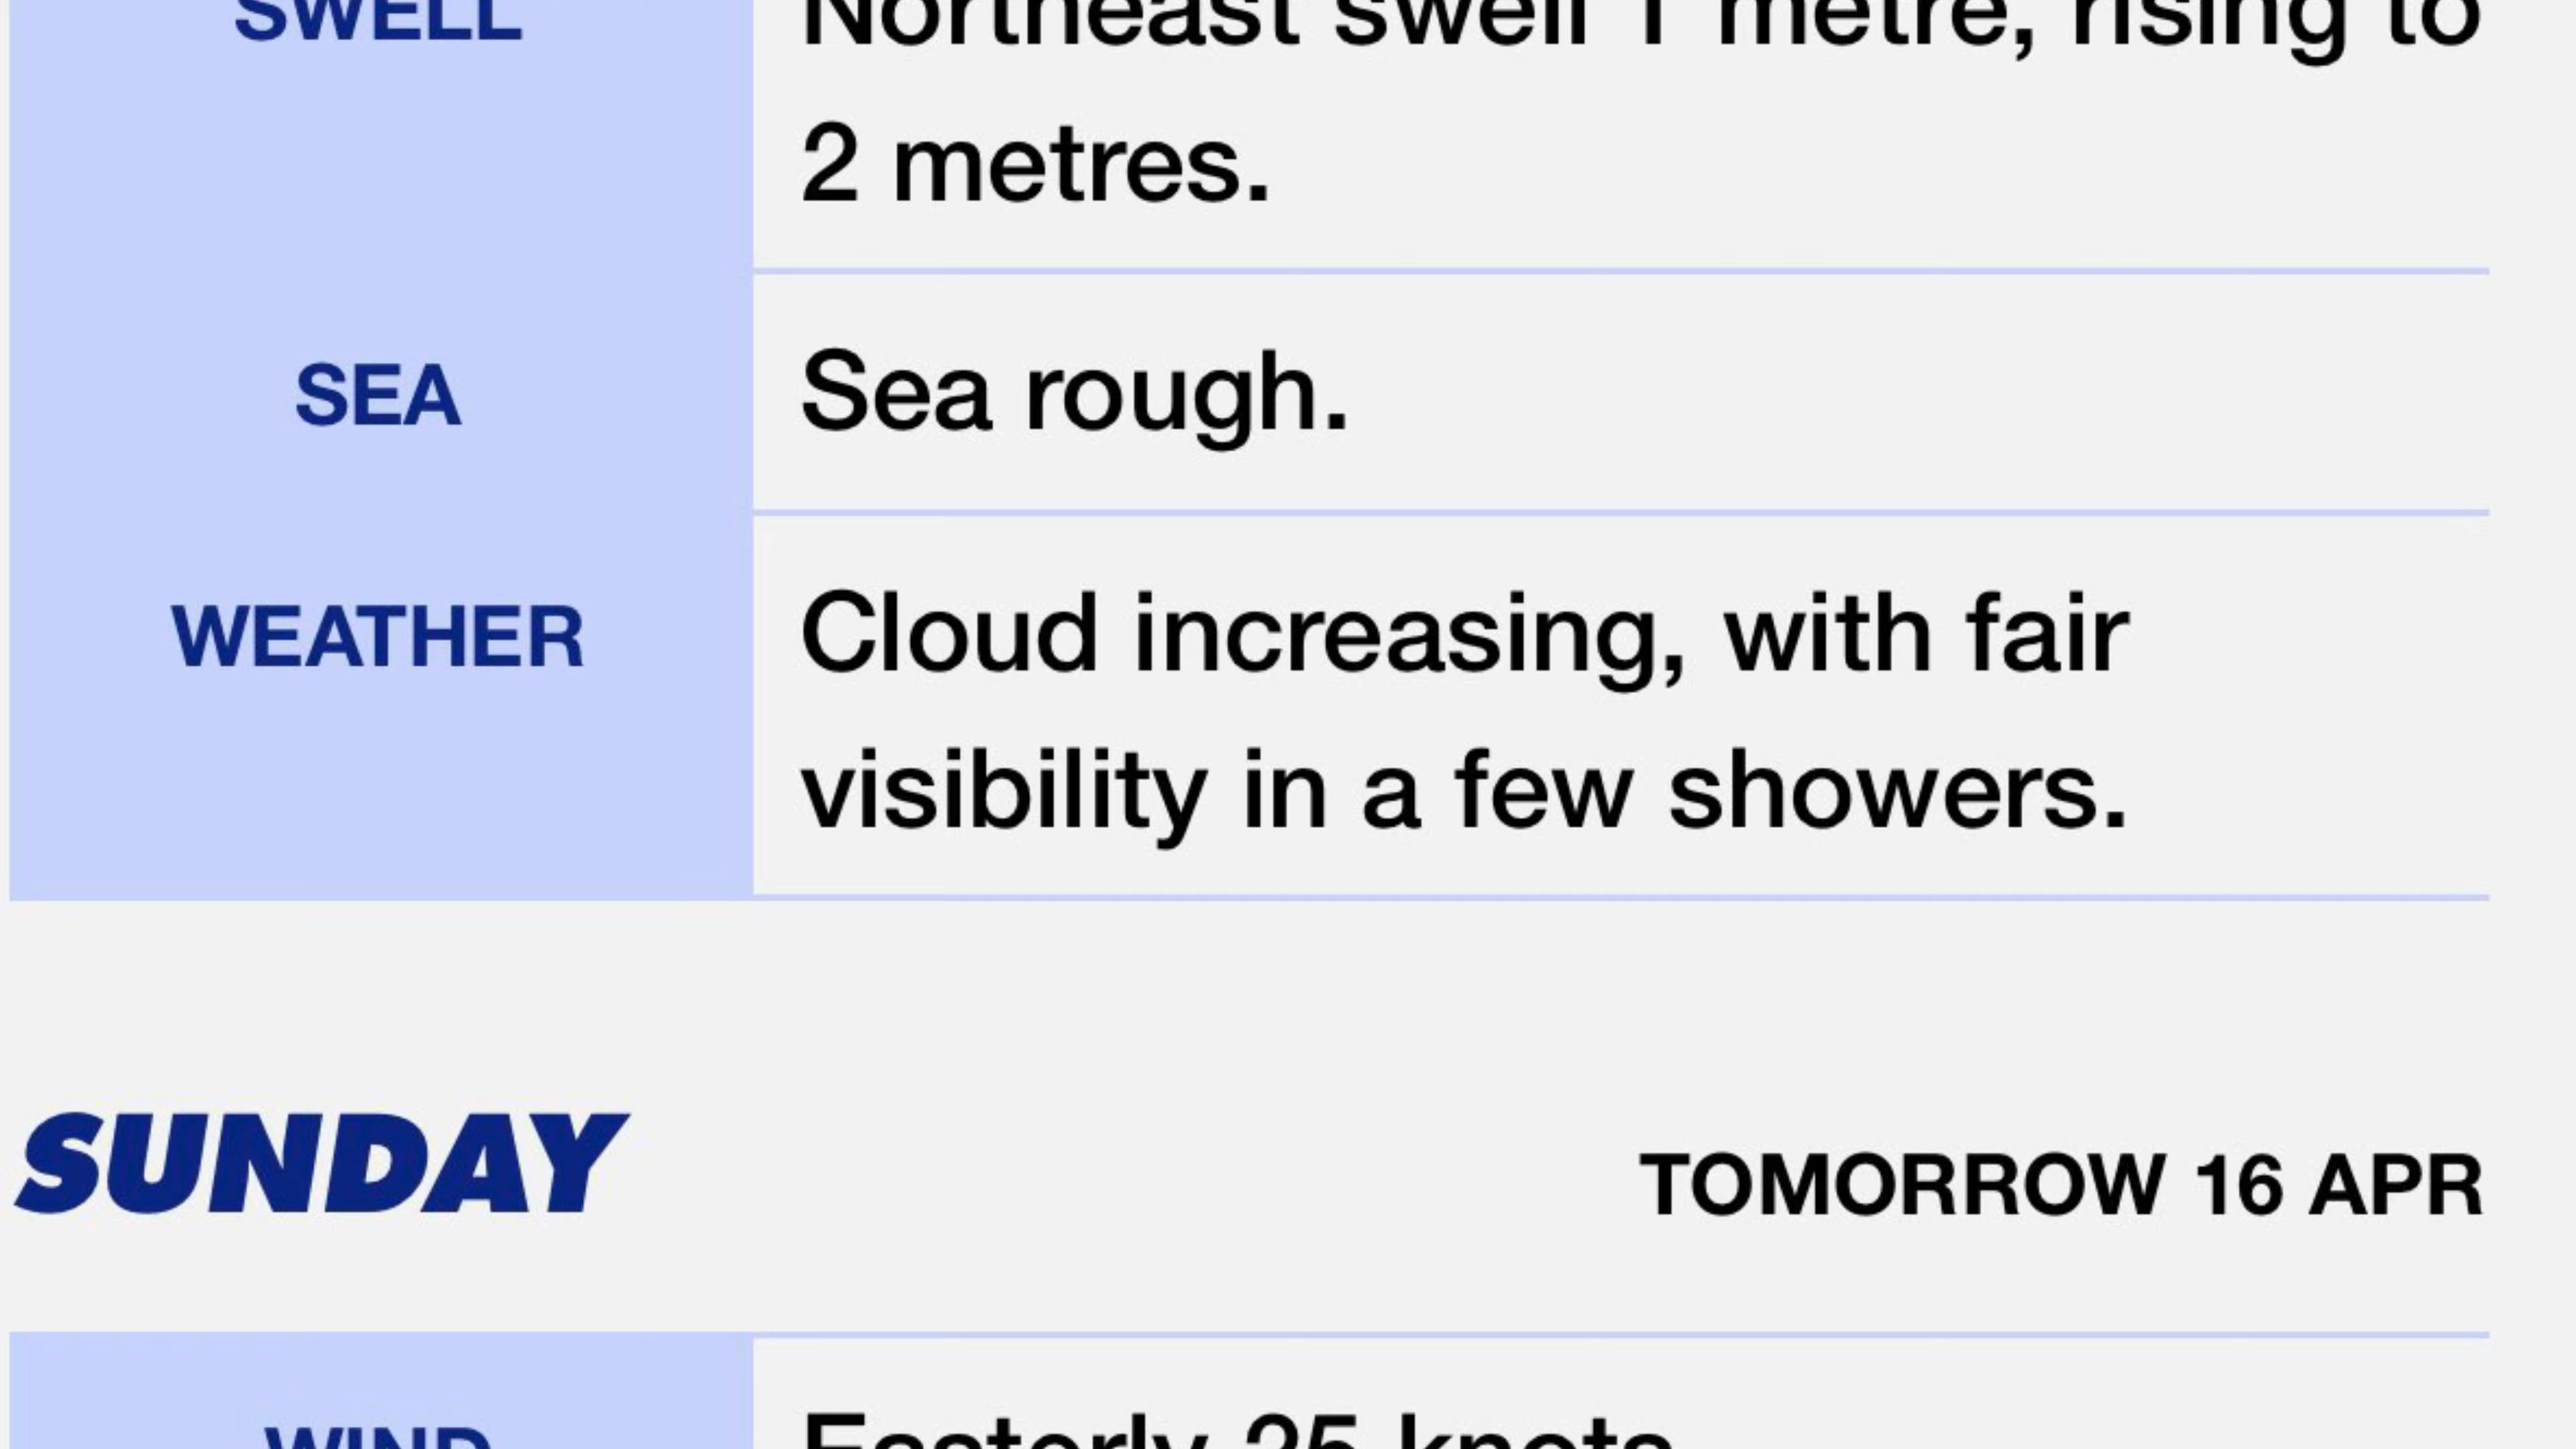 SWELL
Northeast swell 1 metre, rising to
2 metres.
SEA
Sea rough.
WEATHER
Cloud increasing, with fair
visibility in a few showers.
SUNDAY
TOMORROW 16 APR
WIND
Easterly 25 knots